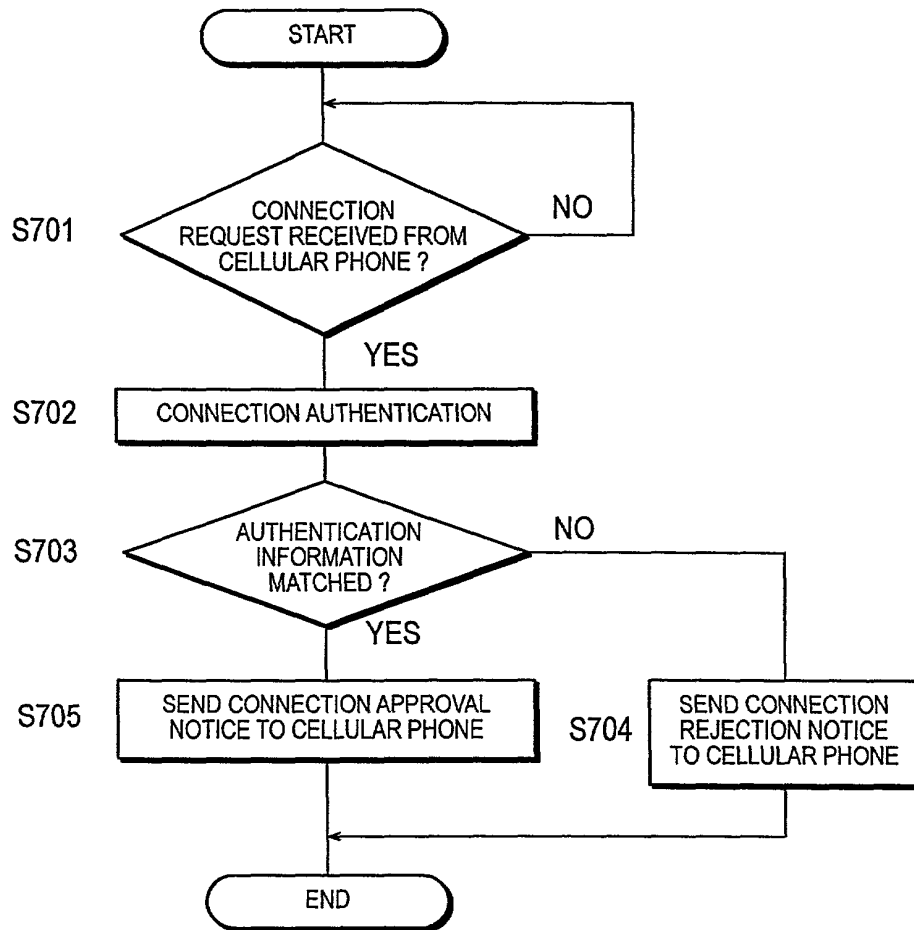 START
S701
CONNECTION
REQUEST RECEIVED FROM
CELLULAR PHONE ?
NO
YES
S702
CONNECTION AUTHENTICATION
S703
AUTHENTICATION
INFORMATION
MATCHED ?
NO
YES
S705
SEND CONNECTION APPROVAL
NOTICE TO CELLULAR PHONE
S704
SEND CONNECTION
REJECTION NOTICE
TO CELLULAR PHONE
END